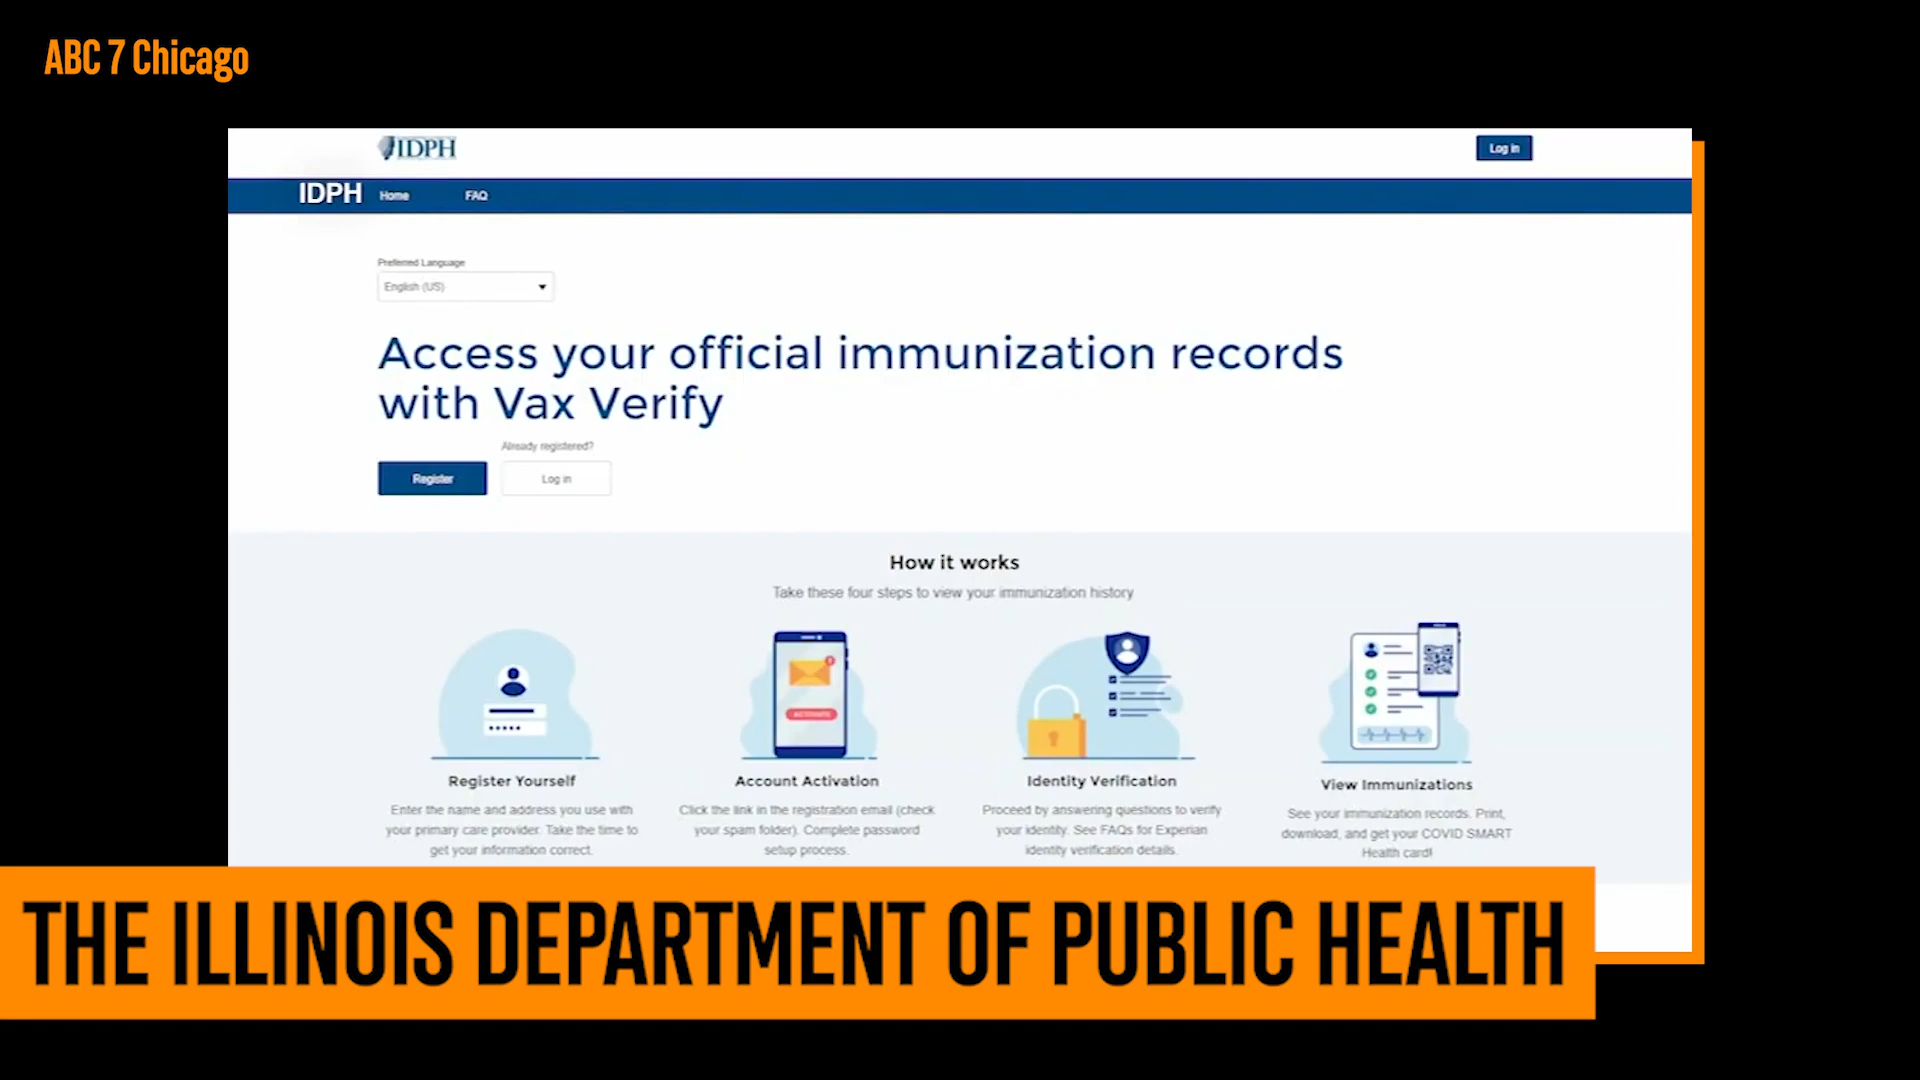 ABC 7 Chicago
IDPH
Log in
IDPH Home FAQ
Preferred Language
English (US)
Access your official immunization records
with Vax Verify
Already registered?
Register Log in
How it works
Take these four steps to view your immunization history
ACTIVATE
Register Yourself
Enter the name and address you use with
your primary care provider. Take the time to
get your information correct.
Account Activation
Click the link in the registration email (check
your spam folder). Complete password
setup process.
Identity Verification
Proceed by answering questions to verify
your identity. See FAQs for Experian
identity verification details.
View Immunizations
See your immunization records. Print,
download, and get your COVID SMART
Health card!
THE ILLINOIS DEPARTMENT OF PUBLIC HEALTH